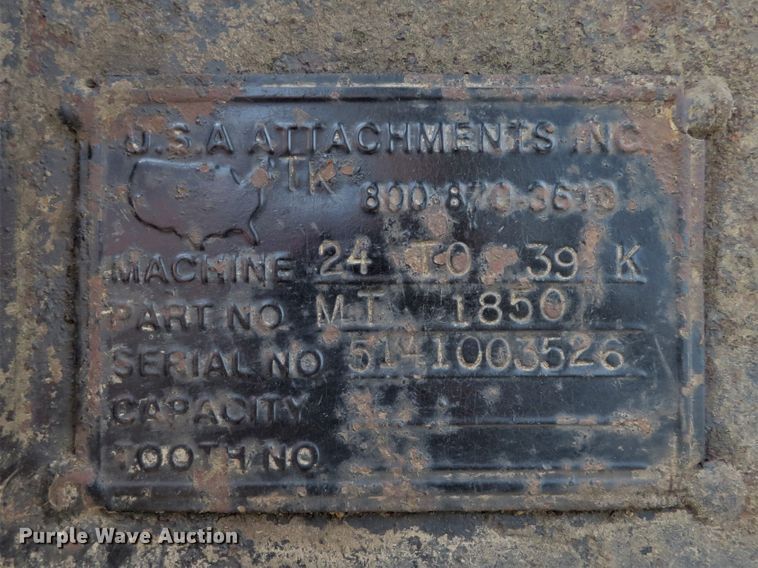 U.S.A ATTACHMENTS INC
TK
800-870-3610
MACHINE 24 TO 39 K
PART NO MT 1850
SERIAL NO 5141003526
CAPACITY
TOOTH NO
Purple Wave Auction